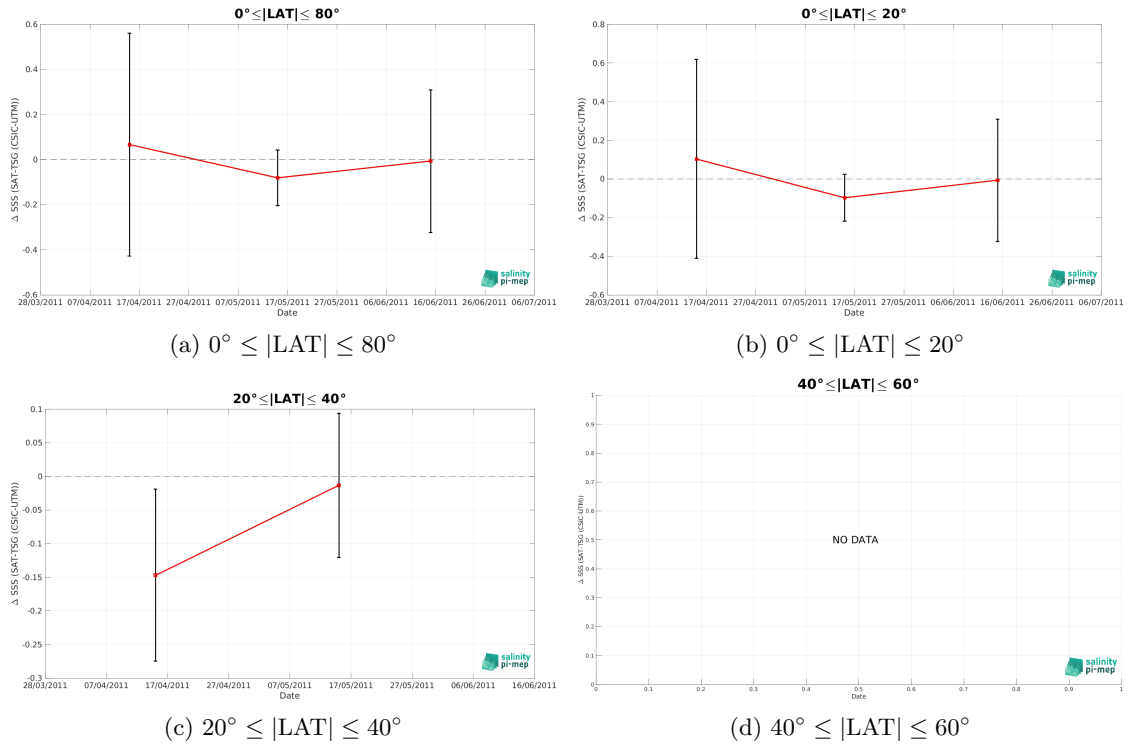 0°≤|LAT|≤ 80°
Δ SSS (SAT-TSG (CSIC-UTM))
0.6
0.4
0.2
0
-0.2
-0.4
-0.6
28/03/2011 07/04/2011 17/04/2011 27/04/2011 07/05/2011 17/05/2011 27/05/2011 06/06/2011 16/06/2011 26/06/2011 06/07/2011
Date
salinity
pi-mep
(a) 0° ≤ |LAT| ≤ 80°
0°≤|LAT|≤ 20°
Δ SSS (SAT-TSG (CSIC-UTM))
0.8
0.6
0.4
0.2
0
-0.2
-0.4
-0.6
28/03/2011 07/04/2011 17/04/2011 27/04/2011 07/05/2011 17/05/2011 27/05/2011 06/06/2011 16/06/2011 26/06/2011 06/07/2011
Date
salinity
pi-mep
(b) 0° ≤ |LAT| ≤ 20°
20°≤|LAT|≤ 40°
Δ SSS (SAT-TSG (CSIC-UTM))
0.1
0.05
0
-0.05
-0.1
-0.15
-0.2
-0.25
-0.3
28/03/2011 07/04/2011 17/04/2011 27/04/2011 07/05/2011 17/05/2011 27/05/2011 06/06/2011 16/06/2011
Date
salinity
pi-mep
(c) 20° ≤ |LAT| ≤ 40°
40°≤|LAT|≤ 60°
Δ SSS (SAT-TSG (CSIC-UTM))
1
0.9
0.8
0.7
0.6
0.5
0.4
0.3
0.2
0.1
0
NO DATA
0 0.1 0.2 0.3 0.4 0.5 0.6 0.7 0.8 0.9 1
Date
salinity
pi-mep
(d) 40° ≤ |LAT| ≤ 60°